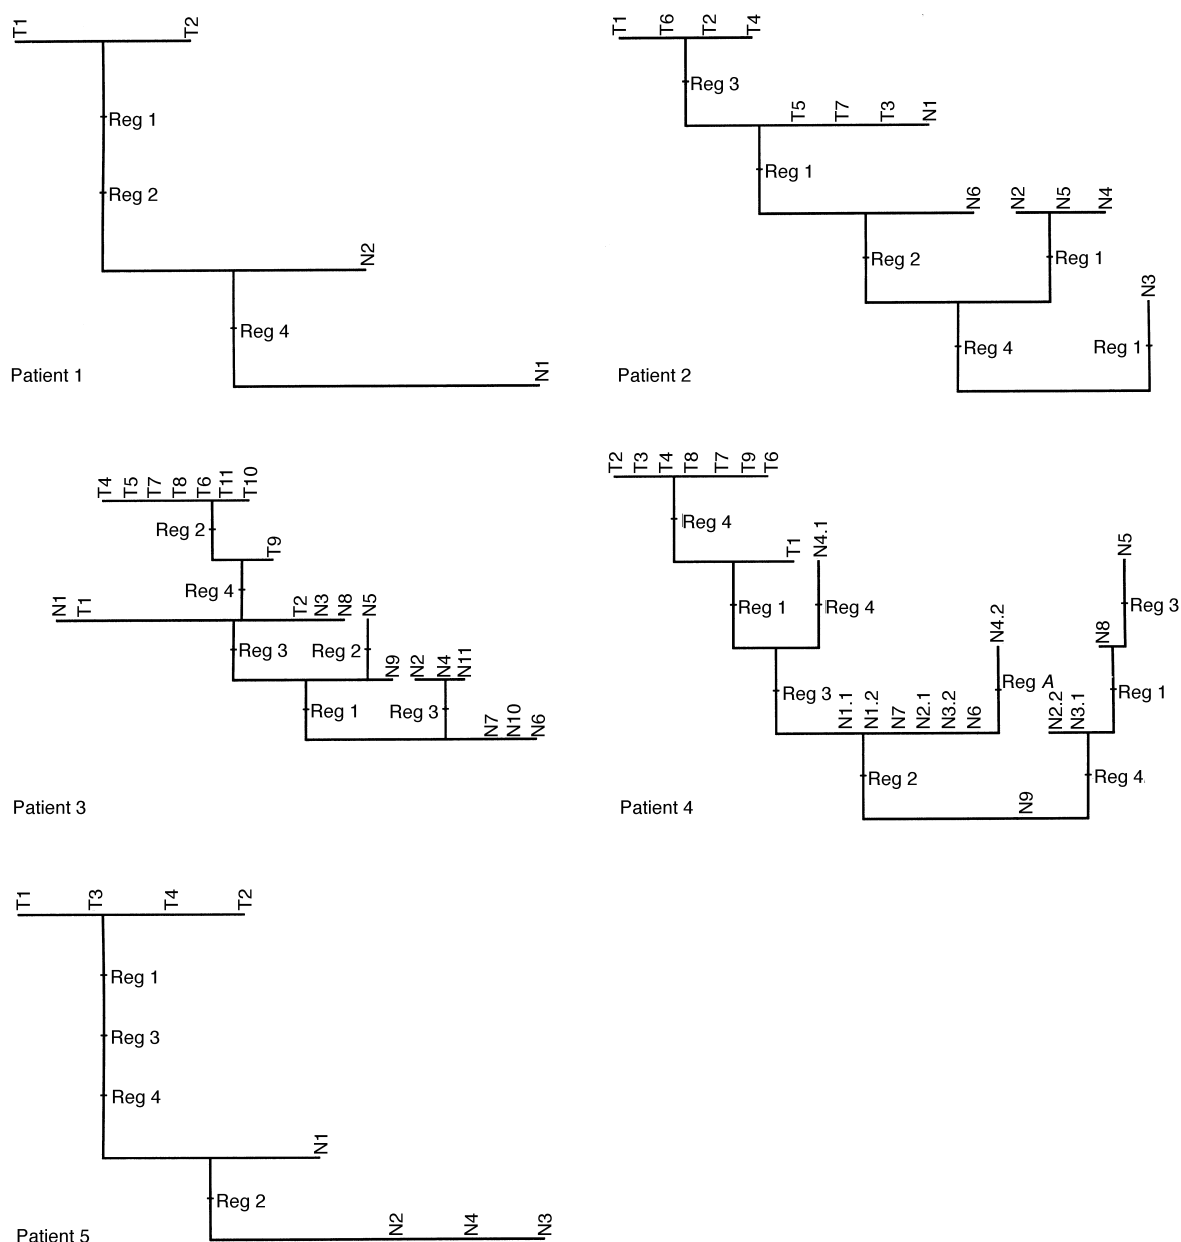 T1 T2
Reg 1
Reg 2
N2
Reg 4
N1
Patient 1
T1 T6 T2 T4
Reg 3
T5 T7 T3 N1
Reg 1
N6 N2 N5 N4
Reg 2 Reg 1
N3
Reg 4 Reg 1
Patient 2
T4 T5 T7 T8 T6 T11 T10
Reg 2
T9
Reg 4
N1 T1 T2 N3 N8 N5
Reg 3 Reg 2
N9 N2 N4 N11
Reg 1 Reg 3
N7 N10 N6
Patient 3
T2 T3 T4 T8 T7 T9 T6
Reg 4
T1 N4.1 N5
Reg 1 Reg 4 Reg 3
N4.2 N8
Reg 3 Reg A Reg 1
N1.1 N1.2 N7 N2.1 N3.2 N6 N2.2 N3.1
Reg 2 Reg 4
N9
Patient 4
T1 T3 T4 T2
Reg 1
Reg 3
Reg 4
N1
Reg 2
N2 N4 N3
Patient 5